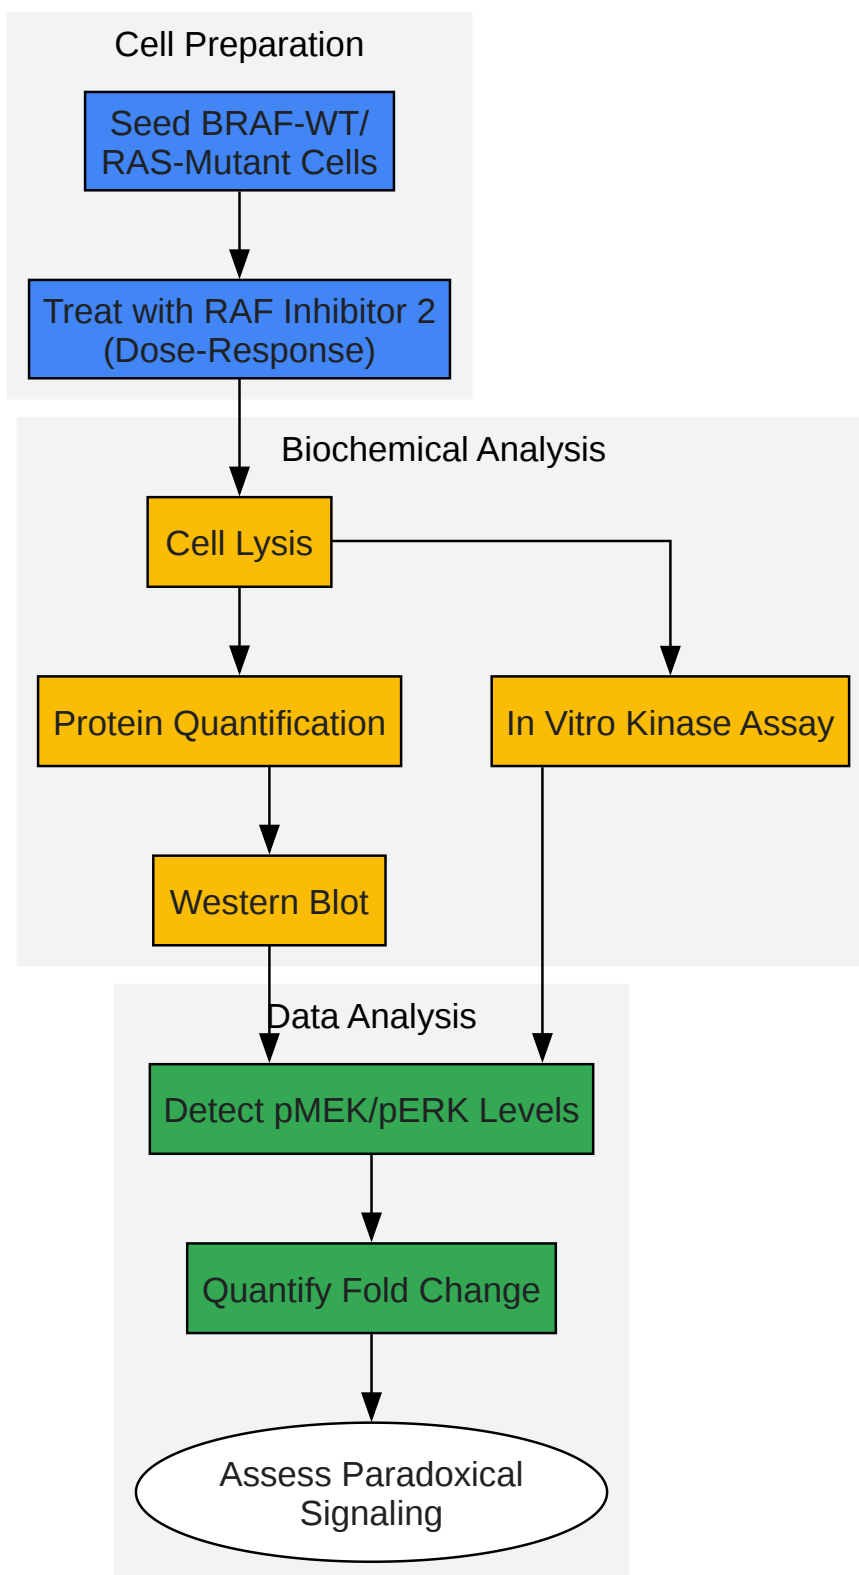 Cell Preparation
Seed BRAF-WT/
RAS-Mutant Cells
Treat with RAF Inhibitor 2
(Dose-Response)
Biochemical Analysis
Cell Lysis
Protein Quantification
In Vitro Kinase Assay
Western Blot
Data Analysis
Detect pMEK/pERK Levels
Quantify Fold Change
Assess Paradoxical
Signaling